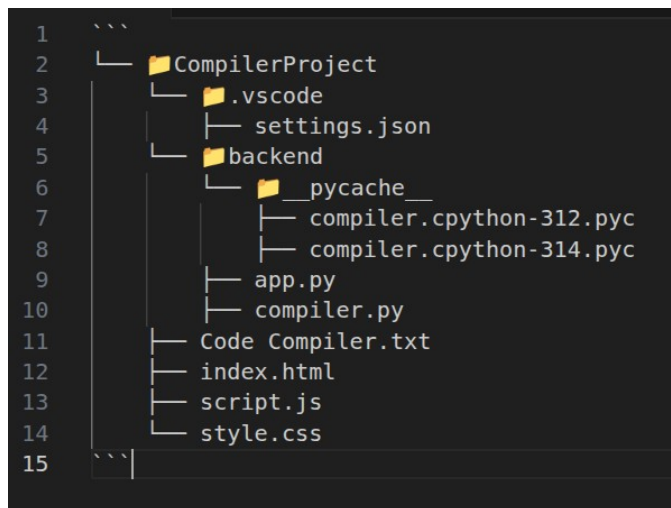 1 ```
2 └── 📁CompilerProject
3     └── 📁.vscode
4         ├── settings.json
5     └── 📁backend
6         └── 📁__pycache__
7             ├── compiler.cpython-312.pyc
8             ├── compiler.cpython-314.pyc
9         ├── app.py
10         ├── compiler.py
11     ├── Code Compiler.txt
12     ├── index.html
13     ├── script.js
14     └── style.css
15 ```